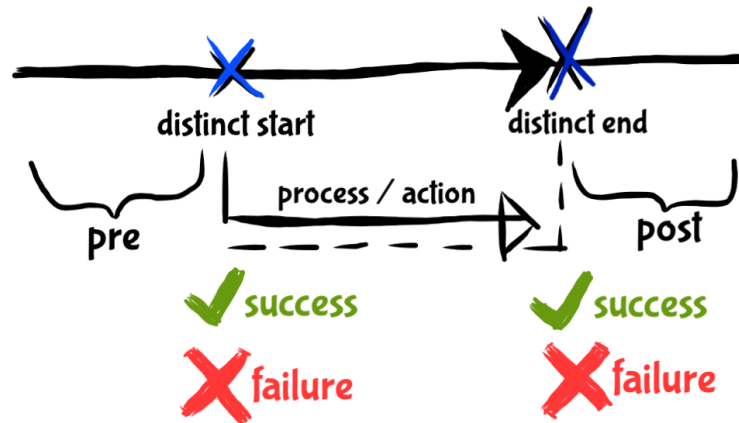 distinct start
distinct end
process / action
pre
post
success
success
failure
failure